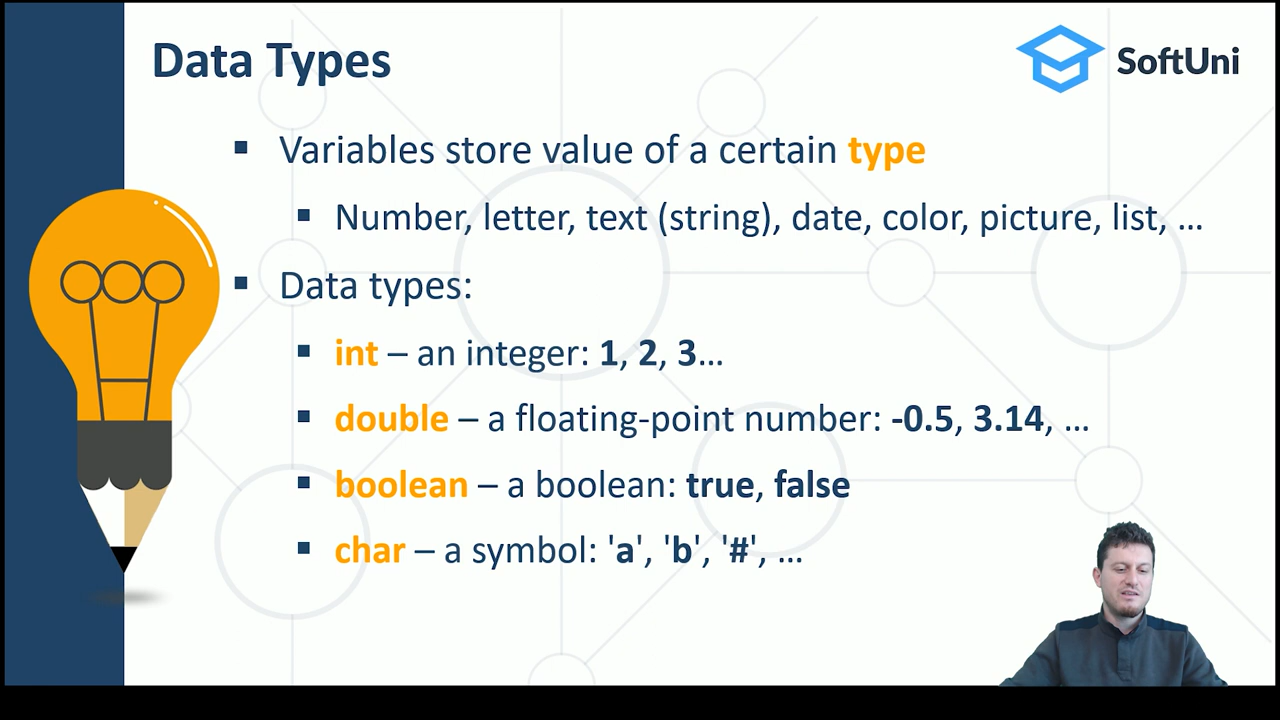 Data Types
SoftUni
Variables store value of a certain type
Number, letter, text (string), date, color, picture, list, …
Data types:
int – an integer: 1, 2, 3…
double – a floating-point number: -0.5, 3.14, …
boolean – a boolean: true, false
char – a symbol: 'a', 'b', '#', …